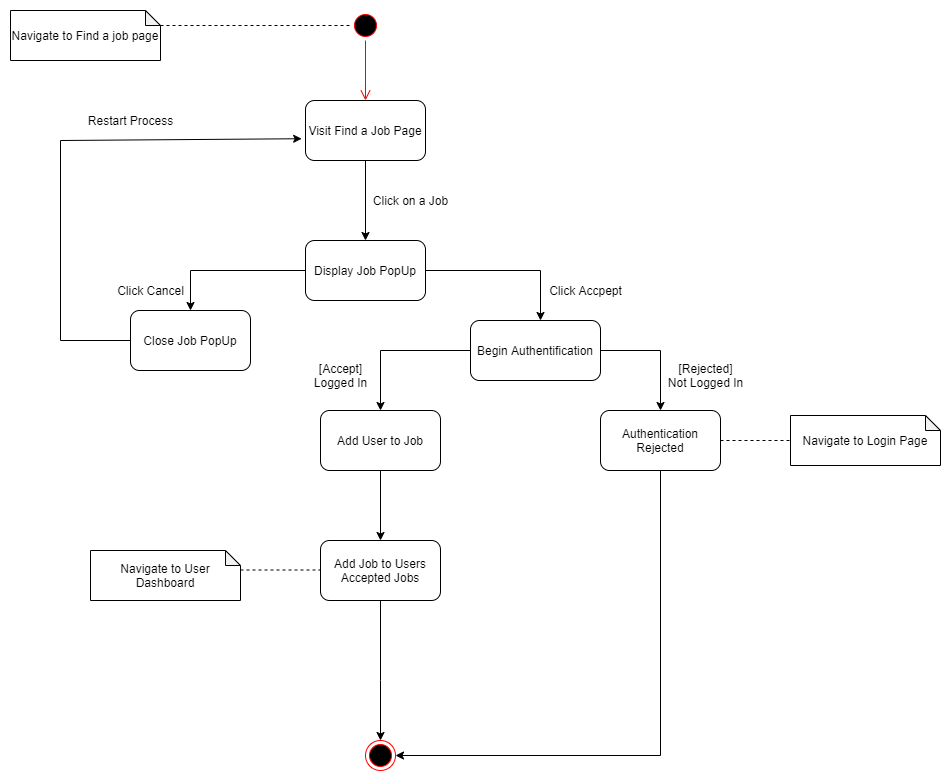 Navigate to Find a job page
Restart Process
Visit Find a Job Page
Click on a Job
Display Job PopUp
Click Cancel
Click Accpept
Close Job PopUp
Begin Authentification
[Accept]
Logged In
[Rejected]
Not Logged In
Add User to Job
Authentication
Rejected
Navigate to Login Page
Navigate to User
Dashboard
Add Job to Users
Accepted Jobs